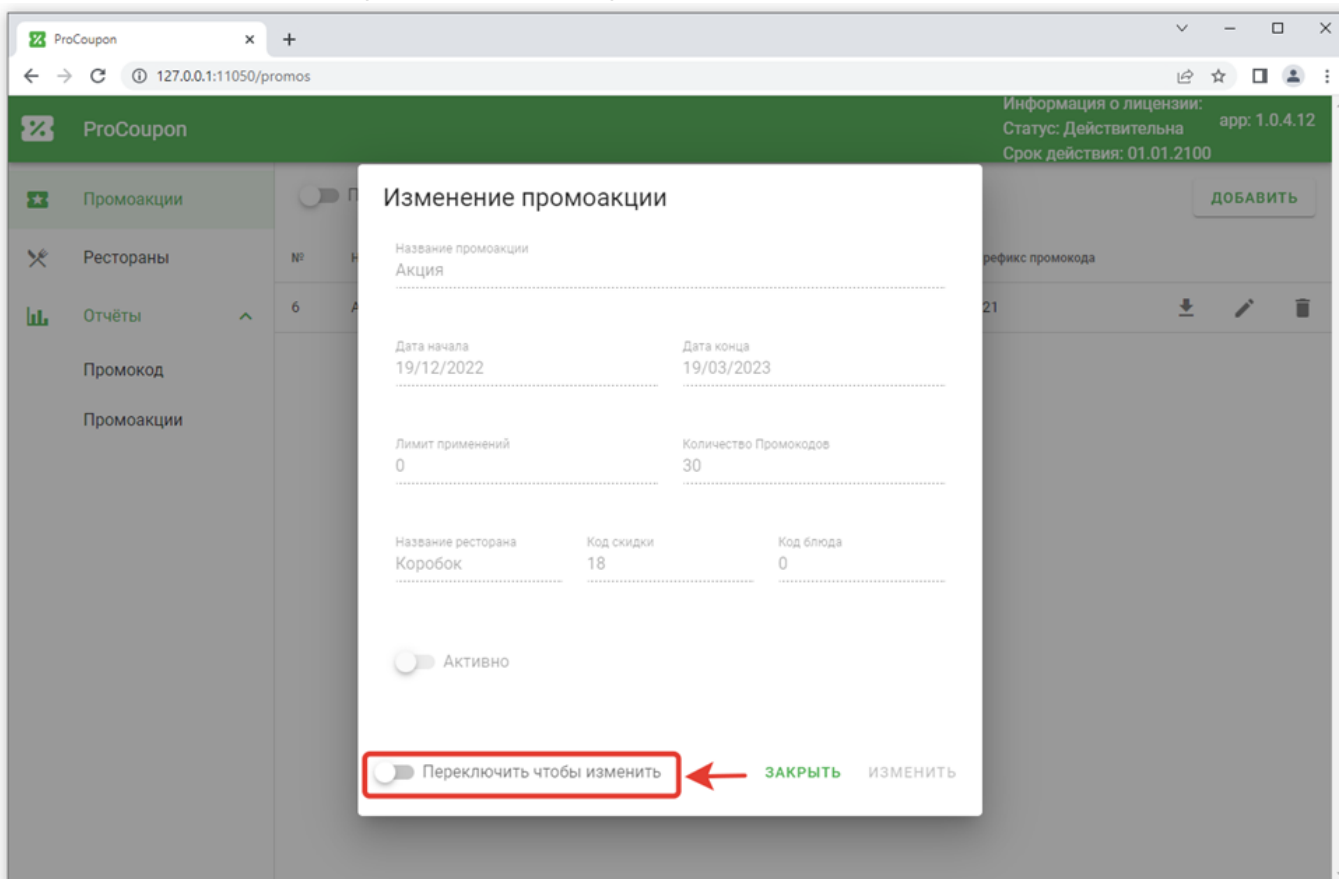 ProCoupon
127.0.0.1:11050/promos
ProCoupon
Информация о лицензии:
Статус: Действительна
Срок действия: 01.01.2100
app: 1.0.4.12
Промоакции
Рестораны
Отчёты
Промокод
Промоакции
ДОБАВИТЬ
№
рефикс промокода
6
21
Изменение промоакции
Название промоакции
Акция
Дата начала
19/12/2022
Дата конца
19/03/2023
Лимит применений
0
Количество Промокодов
30
Название ресторана
Коробок
Код скидки
18
Код блюда
0
Активно
Переключить чтобы изменить
ЗАКРЫТЬ
ИЗМЕНИТЬ